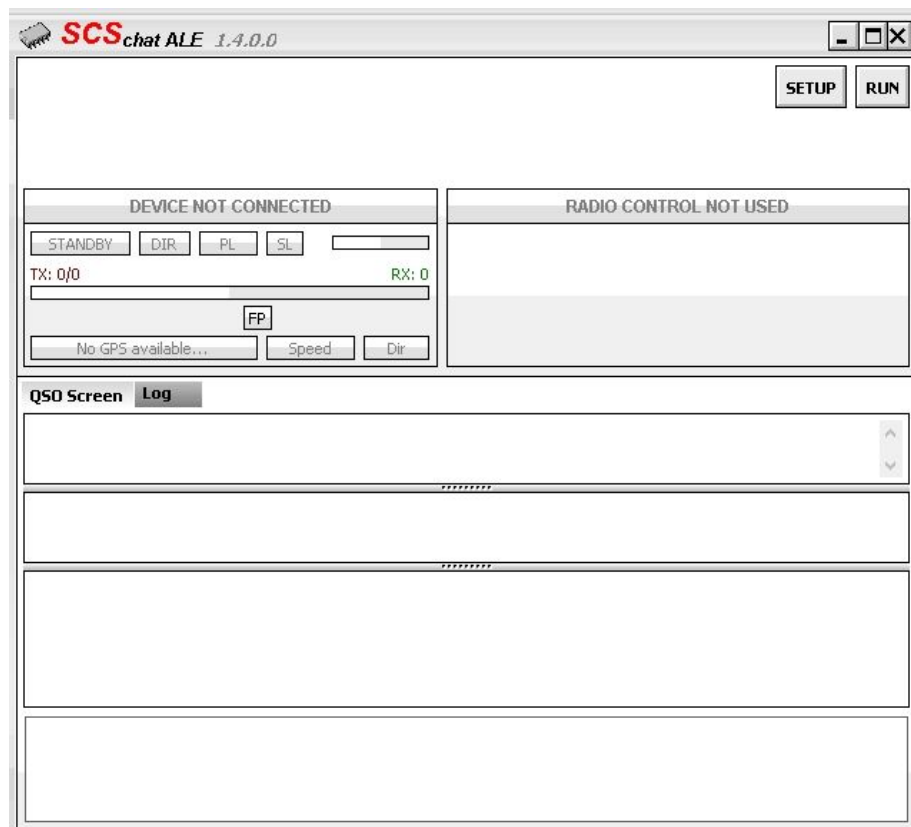 SCSchat ALE 1.4.0.0
SETUP RUN
DEVICE NOT CONNECTED
RADIO CONTROL NOT USED
STANDBY DIR PL SL
TX: 0/0 RX: 0
FP
No GPS available... Speed Dir
QSO Screen Log